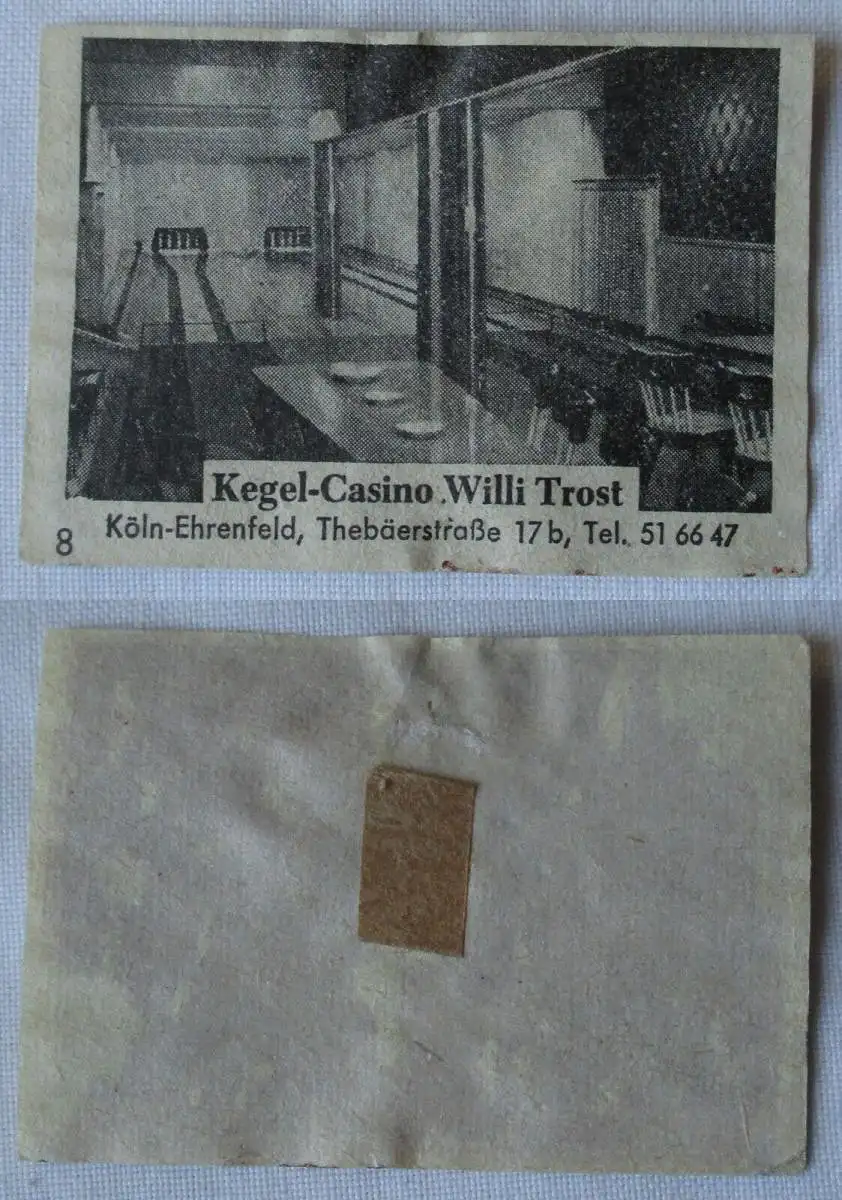 Kegel-Casino Willi Trost
8 Köln-Ehrenfeld, Thebäerstraße 17 b, Tel. 51 66 47